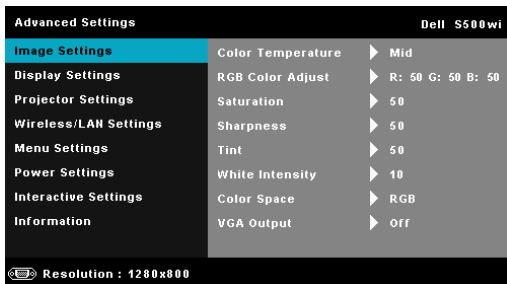 Advanced Settings Dell S500wi
Image Settings Color Temperature Mid
Display Settings RGB Color Adjust R: 50 G: 50 B: 50
Projector Settings Saturation 50
Wireless/LAN Settings Sharpness 50
Menu Settings Tint 50
Power Settings White Intensity 10
Interactive Settings Color Space RGB
Information VGA Output Off
Resolution : 1280x800